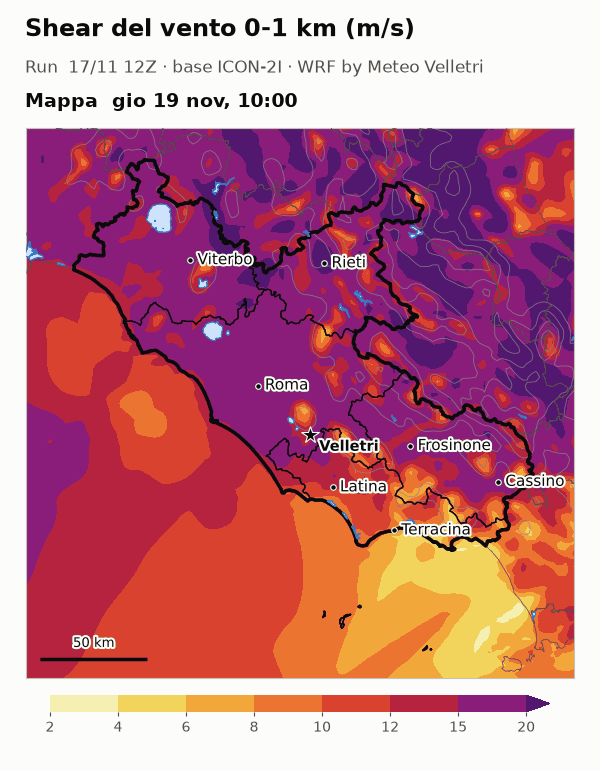 Shear del vento 0-1 km (m/s)
Run  17/11 12Z · base ICON-2I · WRF by Meteo Velletri
Mappa  gio 19 nov, 10:00
Viterbo
Rieti
Roma
Velletri
Frosinone
Cassino
Latina
Terracina
50 km
2 4 6 8 10 12 15 20